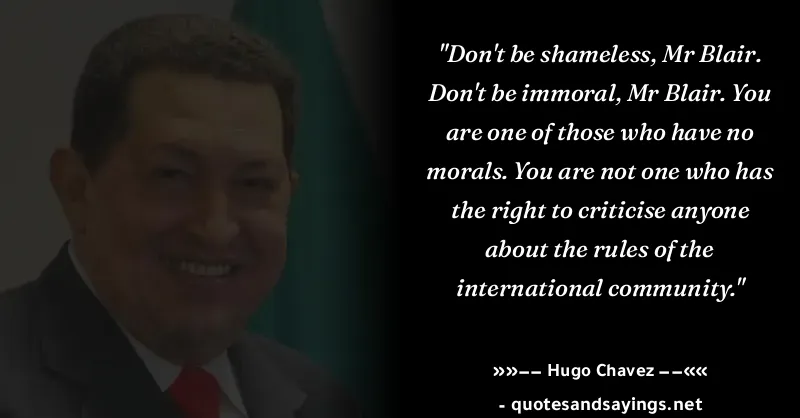 "Don't be shameless, Mr Blair.
Don't be immoral, Mr Blair. You
are one of those who have no
morals. You are not one who has
the right to criticise anyone
about the rules of the
international community."
»»−− Hugo Chavez −−««
- quotesandsayings.net